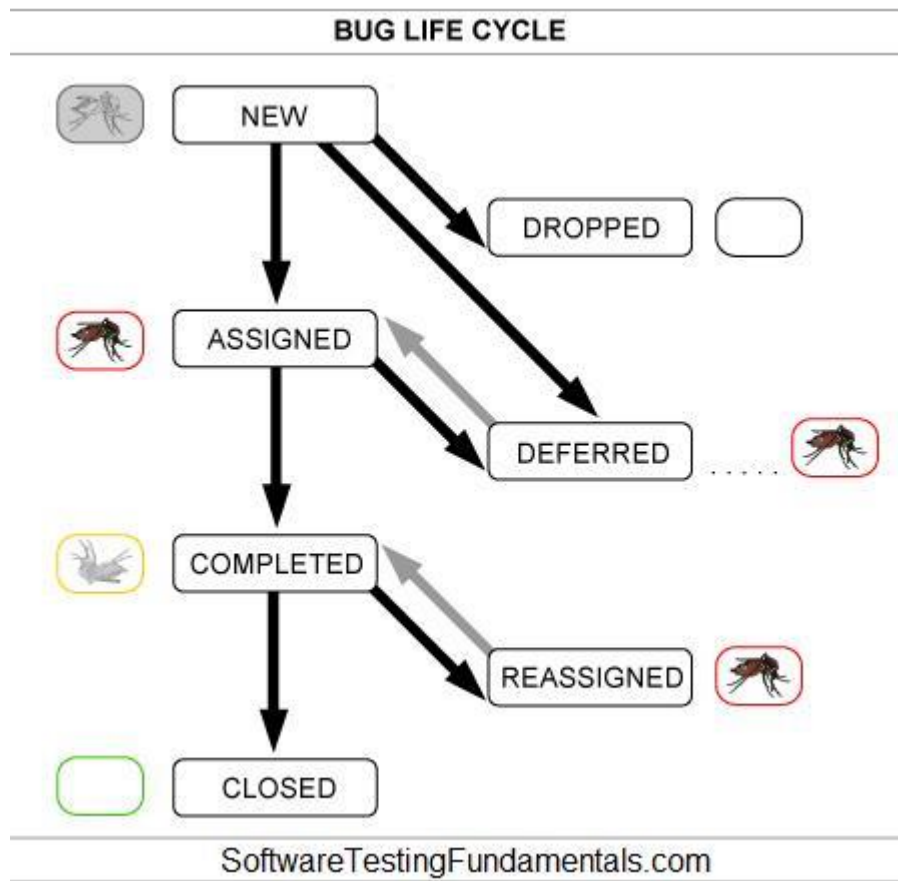 BUG LIFE CYCLE
NEW
DROPPED
ASSIGNED
DEFERRED . . . . .
COMPLETED
REASSIGNED
CLOSED
SoftwareTestingFundamentals.com